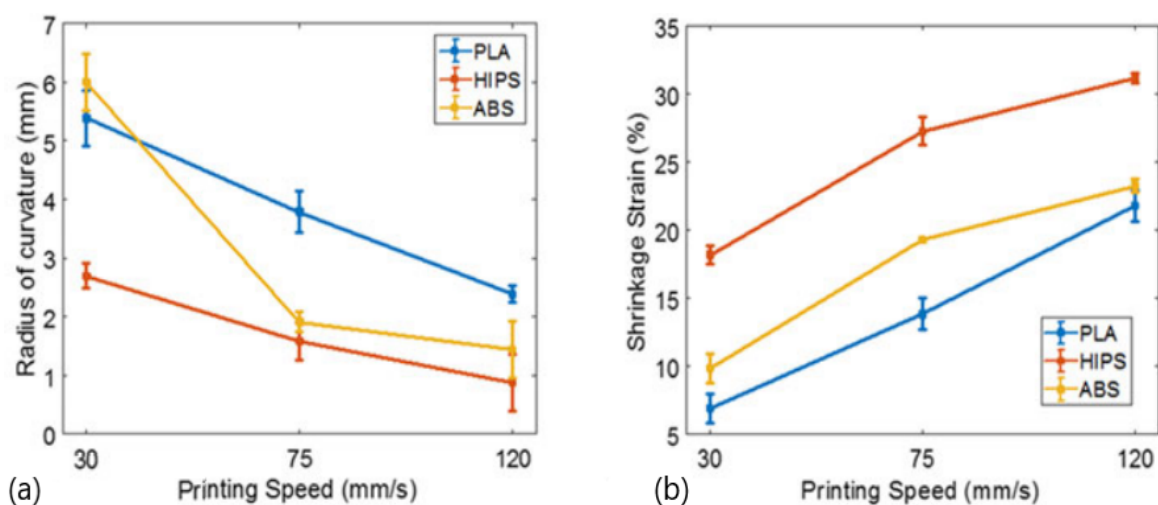 7
6
5
4
3
2
1
0
Radius of curvature (mm)
PLA
HIPS
ABS
30 75 120
Printing Speed (mm/s)
(a)
35
30
25
20
15
10
5
Shrinkage Strain (%)
PLA
HIPS
ABS
30 75 120
Printing Speed (mm/s)
(b)